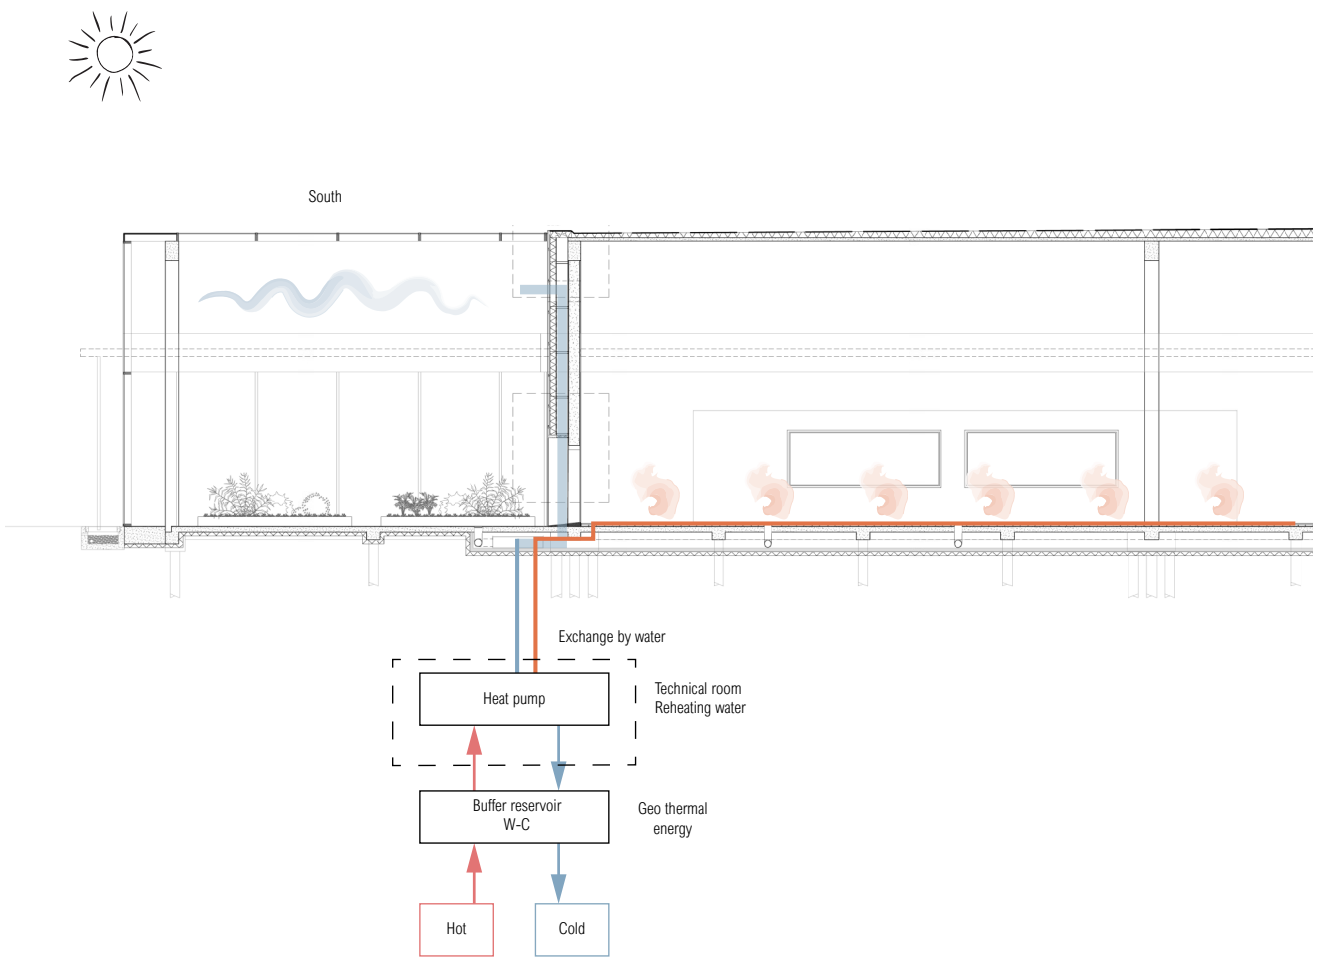 South
Exchange by water
Heat pump
Technical room
Reheating water
Buffer reservoir
W-C
Geo thermal
energy
Hot
Cold